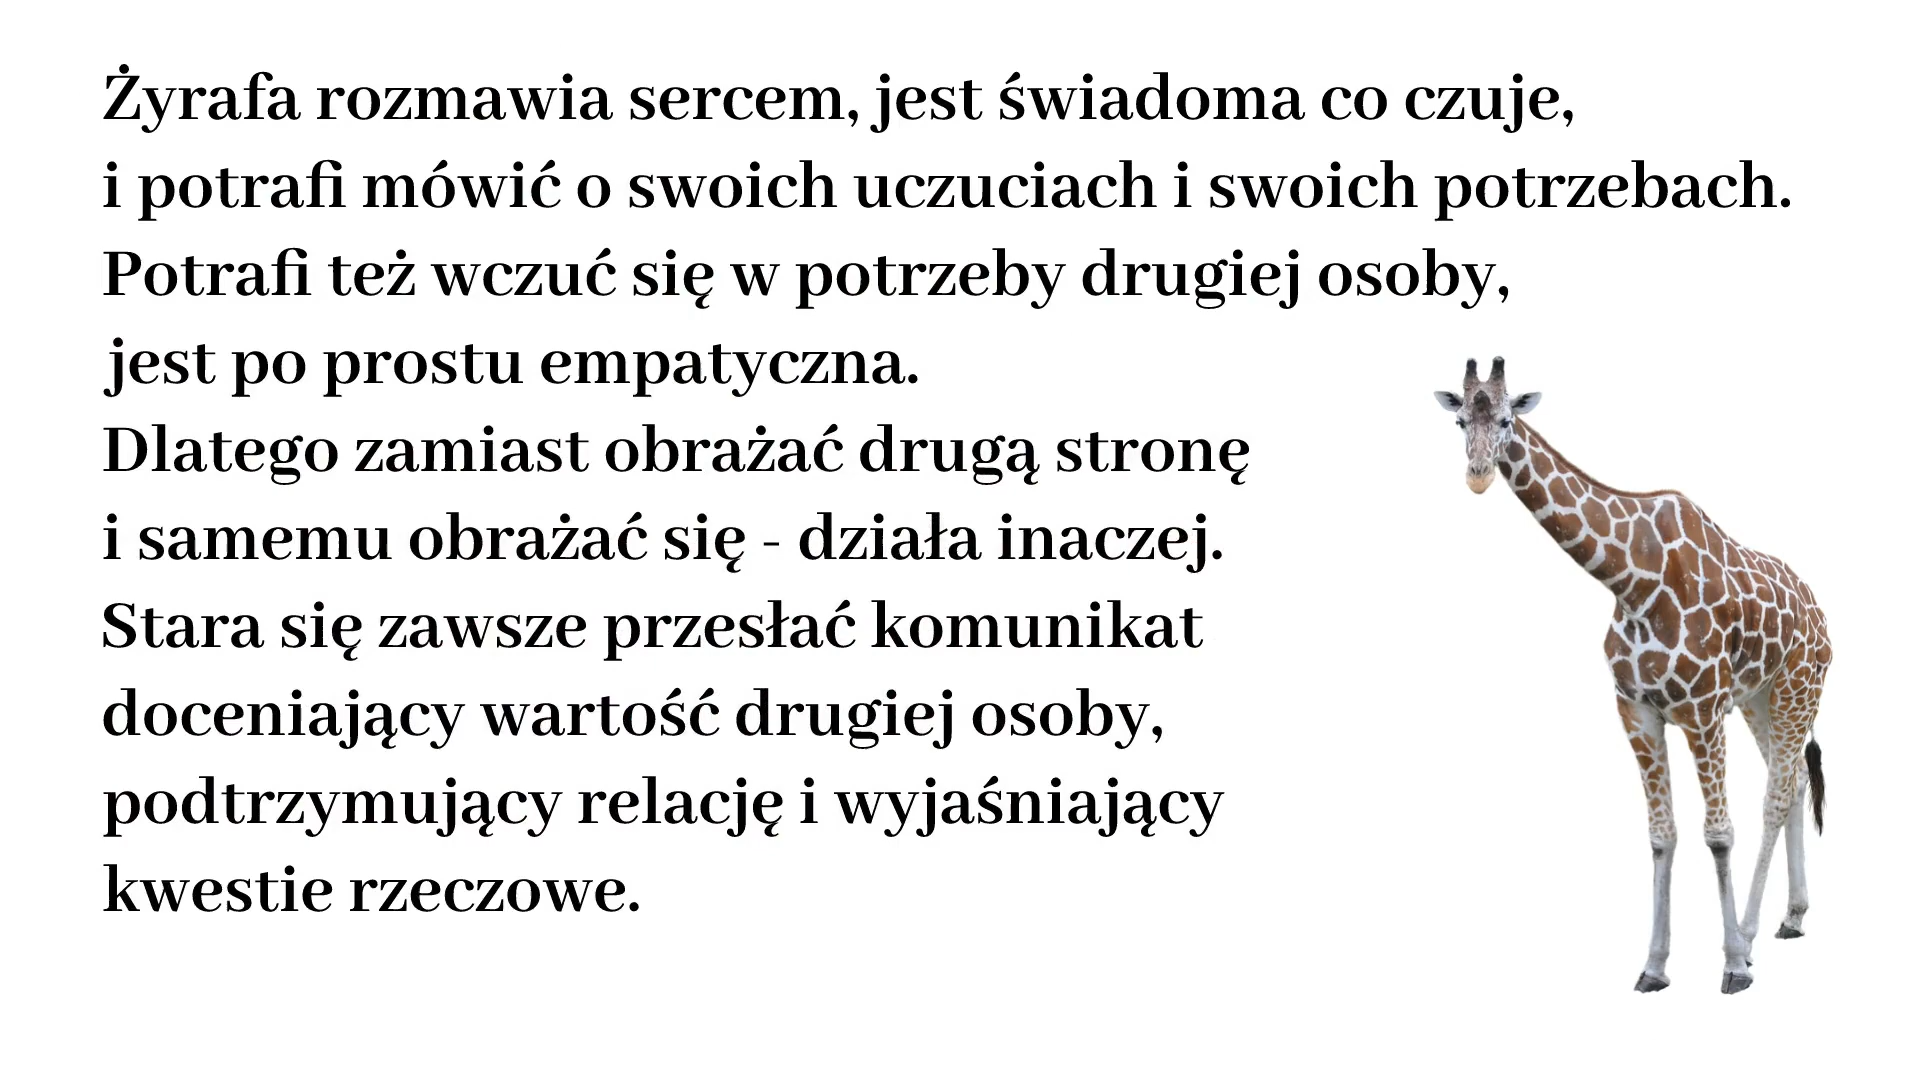 Żyrafa rozmawia sercem, jest świadoma co czuje,
i potrafi mówić o swoich uczuciach i swoich potrzebach.
Potrafi też wczuć się w potrzeby drugiej osoby,
jest po prostu empatyczna.
Dlatego zamiast obrażać drugą stronę
i samemu obrażać się - działa inaczej.
Stara się zawsze przesłać komunikat
doceniający wartość drugiej osoby,
podtrzymujący relację i wyjaśniający
kwestie rzeczowe.